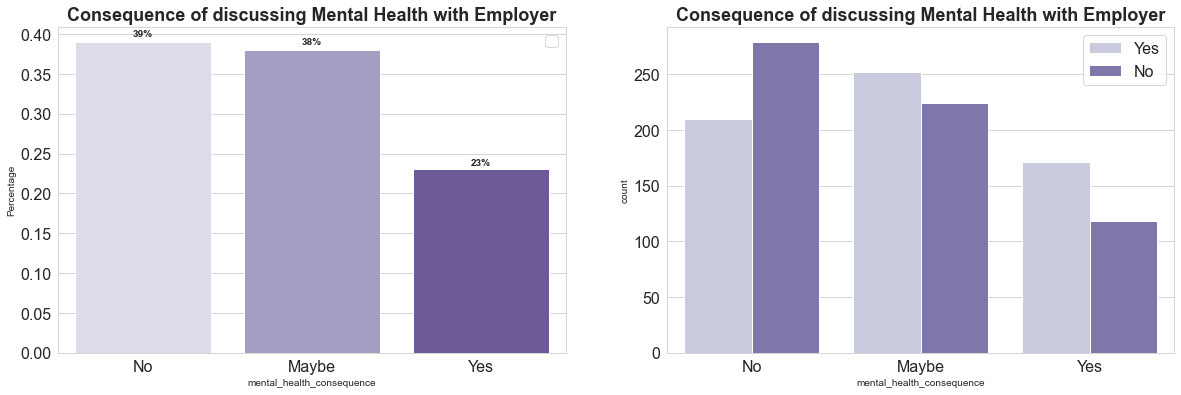 Consequence of discussing Mental Health with Employer
0.40
0.35
0.30
0.25
0.20
0.15
0.10
0.05
0.00
Percentage
39%
38%
23%
No Maybe Yes
mental_health_consequence
Consequence of discussing Mental Health with Employer
250
200
150
100
50
0
count
Yes
No
No Maybe Yes
mental_health_consequence